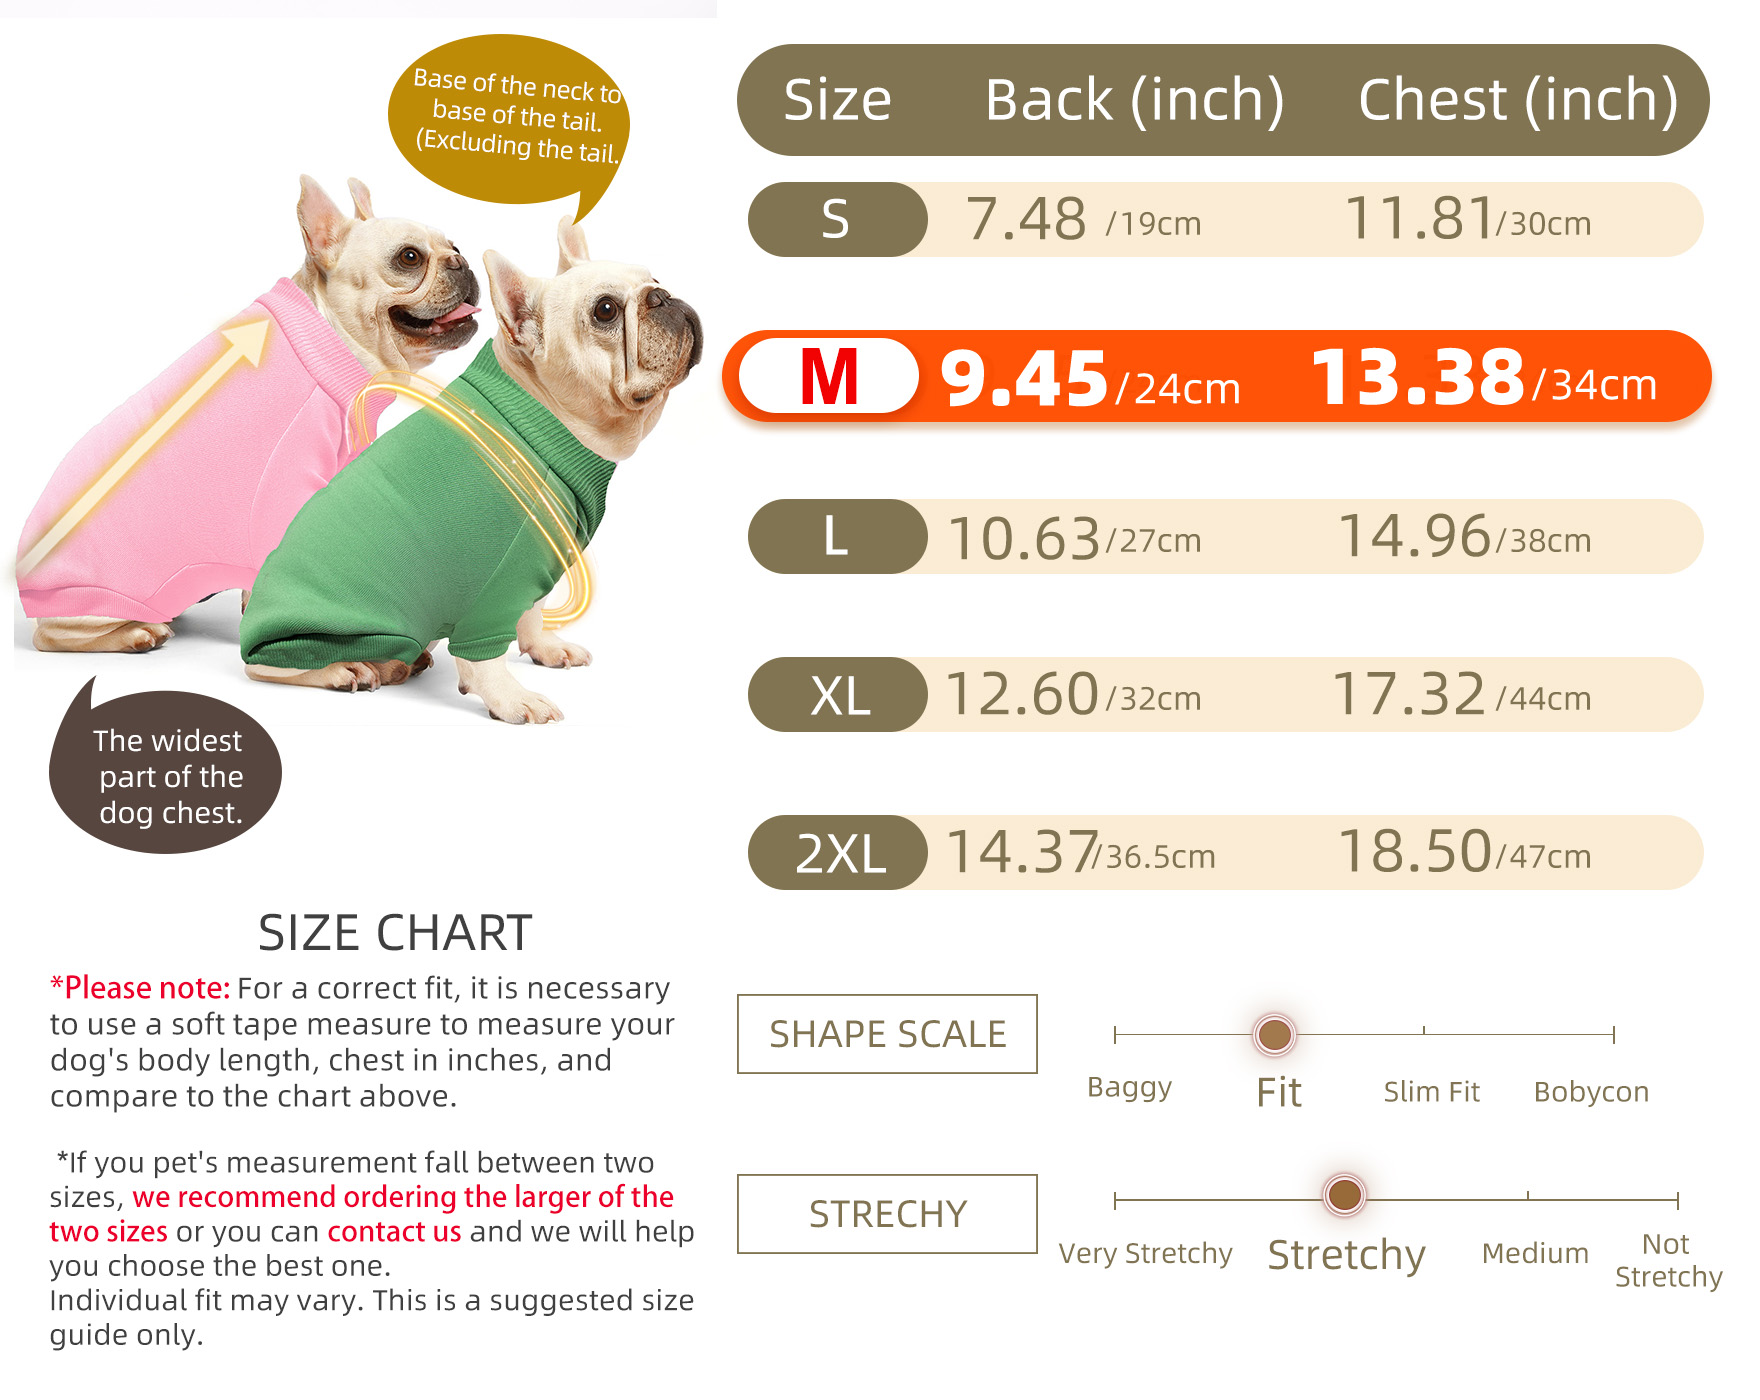 Base of the neck to
base of the tail.
(Excluding the tail.
The widest
part of the
dog chest.
Size Back (inch) Chest (inch)
S 7.48 /19cm 11.81/30cm
M 9.45/24cm 13.38/34cm
L 10.63/27cm 14.96/38cm
XL 12.60/32cm 17.32/44cm
2XL 14.37/36.5cm 18.50/47cm
SIZE CHART
*Please note: For a correct fit, it is necessary
to use a soft tape measure to measure your
dog's body length, chest in inches, and
compare to the chart above.
*If you pet's measurement fall between two
sizes, we recommend ordering the larger of the
two sizes or you can contact us and we will help
you choose the best one.
Individual fit may vary. This is a suggested size
guide only.
SHAPE SCALE
Baggy Fit Slim Fit Bobycon
STRECHY
Very Stretchy Stretchy Medium Not
Stretchy